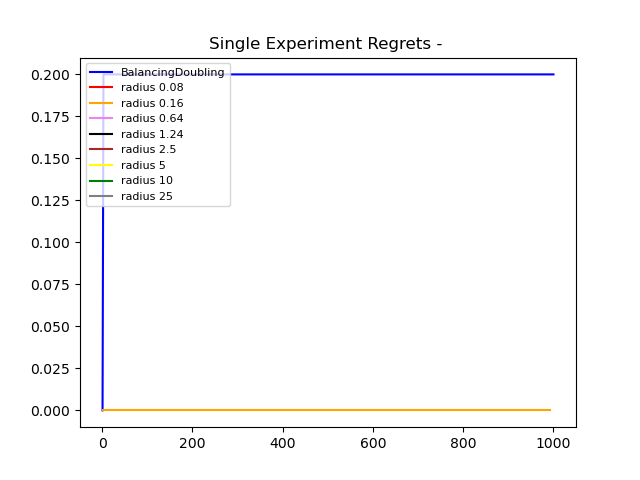 Single Experiment Regrets -
0.200
0.175
0.150
0.125
0.100
0.075
0.050
0.025
0.000
BalancingDoubling
radius 0.08
radius 0.16
radius 0.64
radius 1.24
radius 2.5
radius 5
radius 10
radius 25
0 200 400 600 800 1000